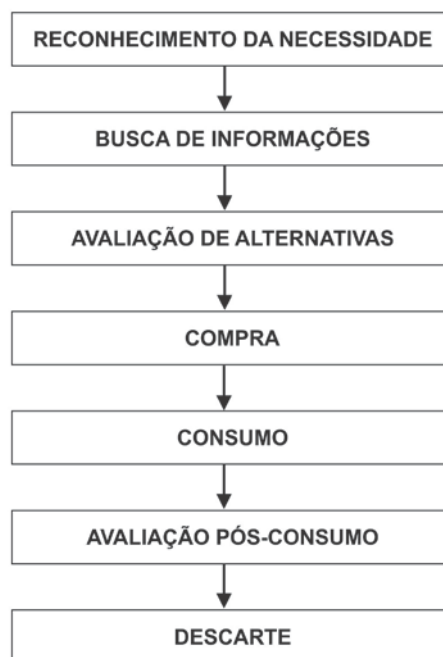 RECONHECIMENTO DA NECESSIDADE
BUSCA DE INFORMAÇÕES
AVALIAÇÃO DE ALTERNATIVAS
COMPRA
CONSUMO
AVALIAÇÃO PÓS-CONSUMO
DESCARTE